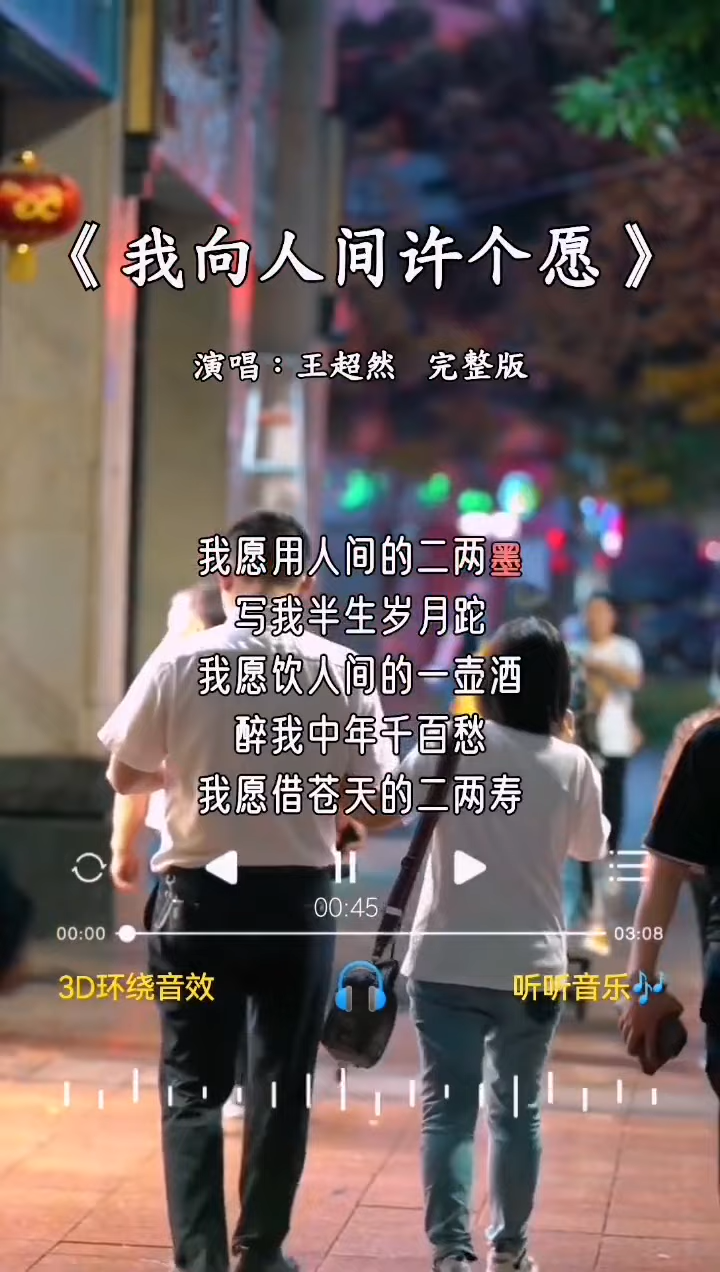 《我向人间许个愿》
演唱：王超然 完整版
我愿用人间的二两墨
写我半生岁月跎
我愿饮人间的一壶酒
醉我中年千百愁
我愿借苍天的二两寿
00:45
00:00 03:08
3D环绕音效 听听音乐